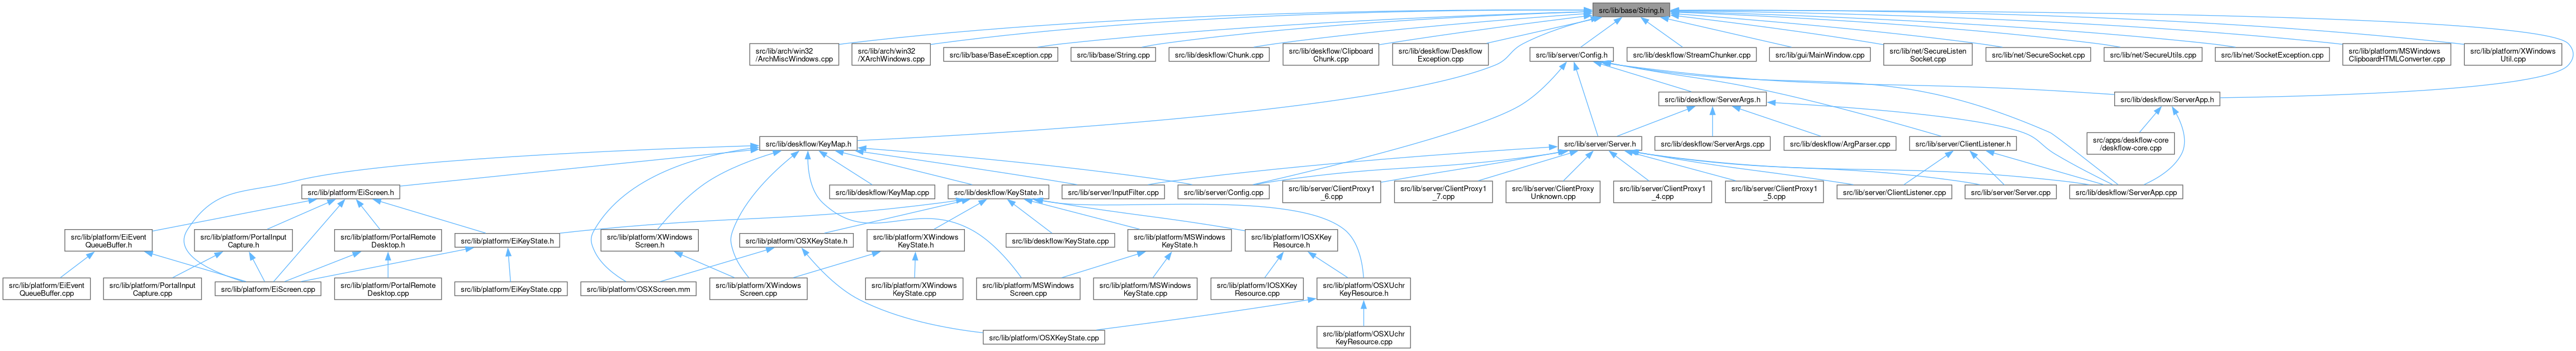 src/lib/base/String.h
src/lib/arch/win32
/ArchMiscWindows.cpp
src/lib/arch/win32
/XArchWindows.cpp
src/lib/base/BaseException.cpp
src/lib/base/String.cpp
src/lib/deskflow/Chunk.cpp
src/lib/deskflow/Clipboard
Chunk.cpp
src/lib/deskflow/Deskflow
Exception.cpp
src/lib/server/Config.h
src/lib/deskflow/StreamChunker.cpp
src/lib/gui/MainWindow.cpp
src/lib/net/SecureListen
Socket.cpp
src/lib/net/SecureSocket.cpp
src/lib/net/SecureUtils.cpp
src/lib/net/SocketException.cpp
src/lib/platform/MSWindows
ClipboardHTMLConverter.cpp
src/lib/platform/XWindows
Util.cpp
src/lib/deskflow/ServerArgs.h
src/lib/deskflow/ServerApp.h
src/lib/deskflow/KeyMap.h
src/lib/server/Server.h
src/lib/deskflow/ServerArgs.cpp
src/lib/deskflow/ArgParser.cpp
src/lib/server/ClientListener.h
src/apps/deskflow-core
/deskflow-core.cpp
src/lib/platform/EiScreen.h
src/lib/deskflow/KeyMap.cpp
src/lib/deskflow/KeyState.h
src/lib/server/InputFilter.cpp
src/lib/server/Config.cpp
src/lib/server/ClientProxy1
_6.cpp
src/lib/server/ClientProxy1
_7.cpp
src/lib/server/ClientProxy
Unknown.cpp
src/lib/server/ClientProxy1
_4.cpp
src/lib/server/ClientProxy1
_5.cpp
src/lib/server/ClientListener.cpp
src/lib/server/Server.cpp
src/lib/deskflow/ServerApp.cpp
src/lib/platform/EiEvent
QueueBuffer.h
src/lib/platform/PortalInput
Capture.h
src/lib/platform/PortalRemote
Desktop.h
src/lib/platform/EiKeyState.h
src/lib/platform/XWindows
Screen.h
src/lib/platform/OSXKeyState.h
src/lib/platform/XWindows
KeyState.h
src/lib/deskflow/KeyState.cpp
src/lib/platform/MSWindows
KeyState.h
src/lib/platform/IOSXKey
Resource.h
src/lib/platform/EiEvent
QueueBuffer.cpp
src/lib/platform/PortalInput
Capture.cpp
src/lib/platform/EiScreen.cpp
src/lib/platform/PortalRemote
Desktop.cpp
src/lib/platform/EiKeyState.cpp
src/lib/platform/OSXScreen.mm
src/lib/platform/XWindows
Screen.cpp
src/lib/platform/XWindows
KeyState.cpp
src/lib/platform/MSWindows
Screen.cpp
src/lib/platform/MSWindows
KeyState.cpp
src/lib/platform/IOSXKey
Resource.cpp
src/lib/platform/OSXUchr
KeyResource.h
src/lib/platform/OSXKeyState.cpp
src/lib/platform/OSXUchr
KeyResource.cpp